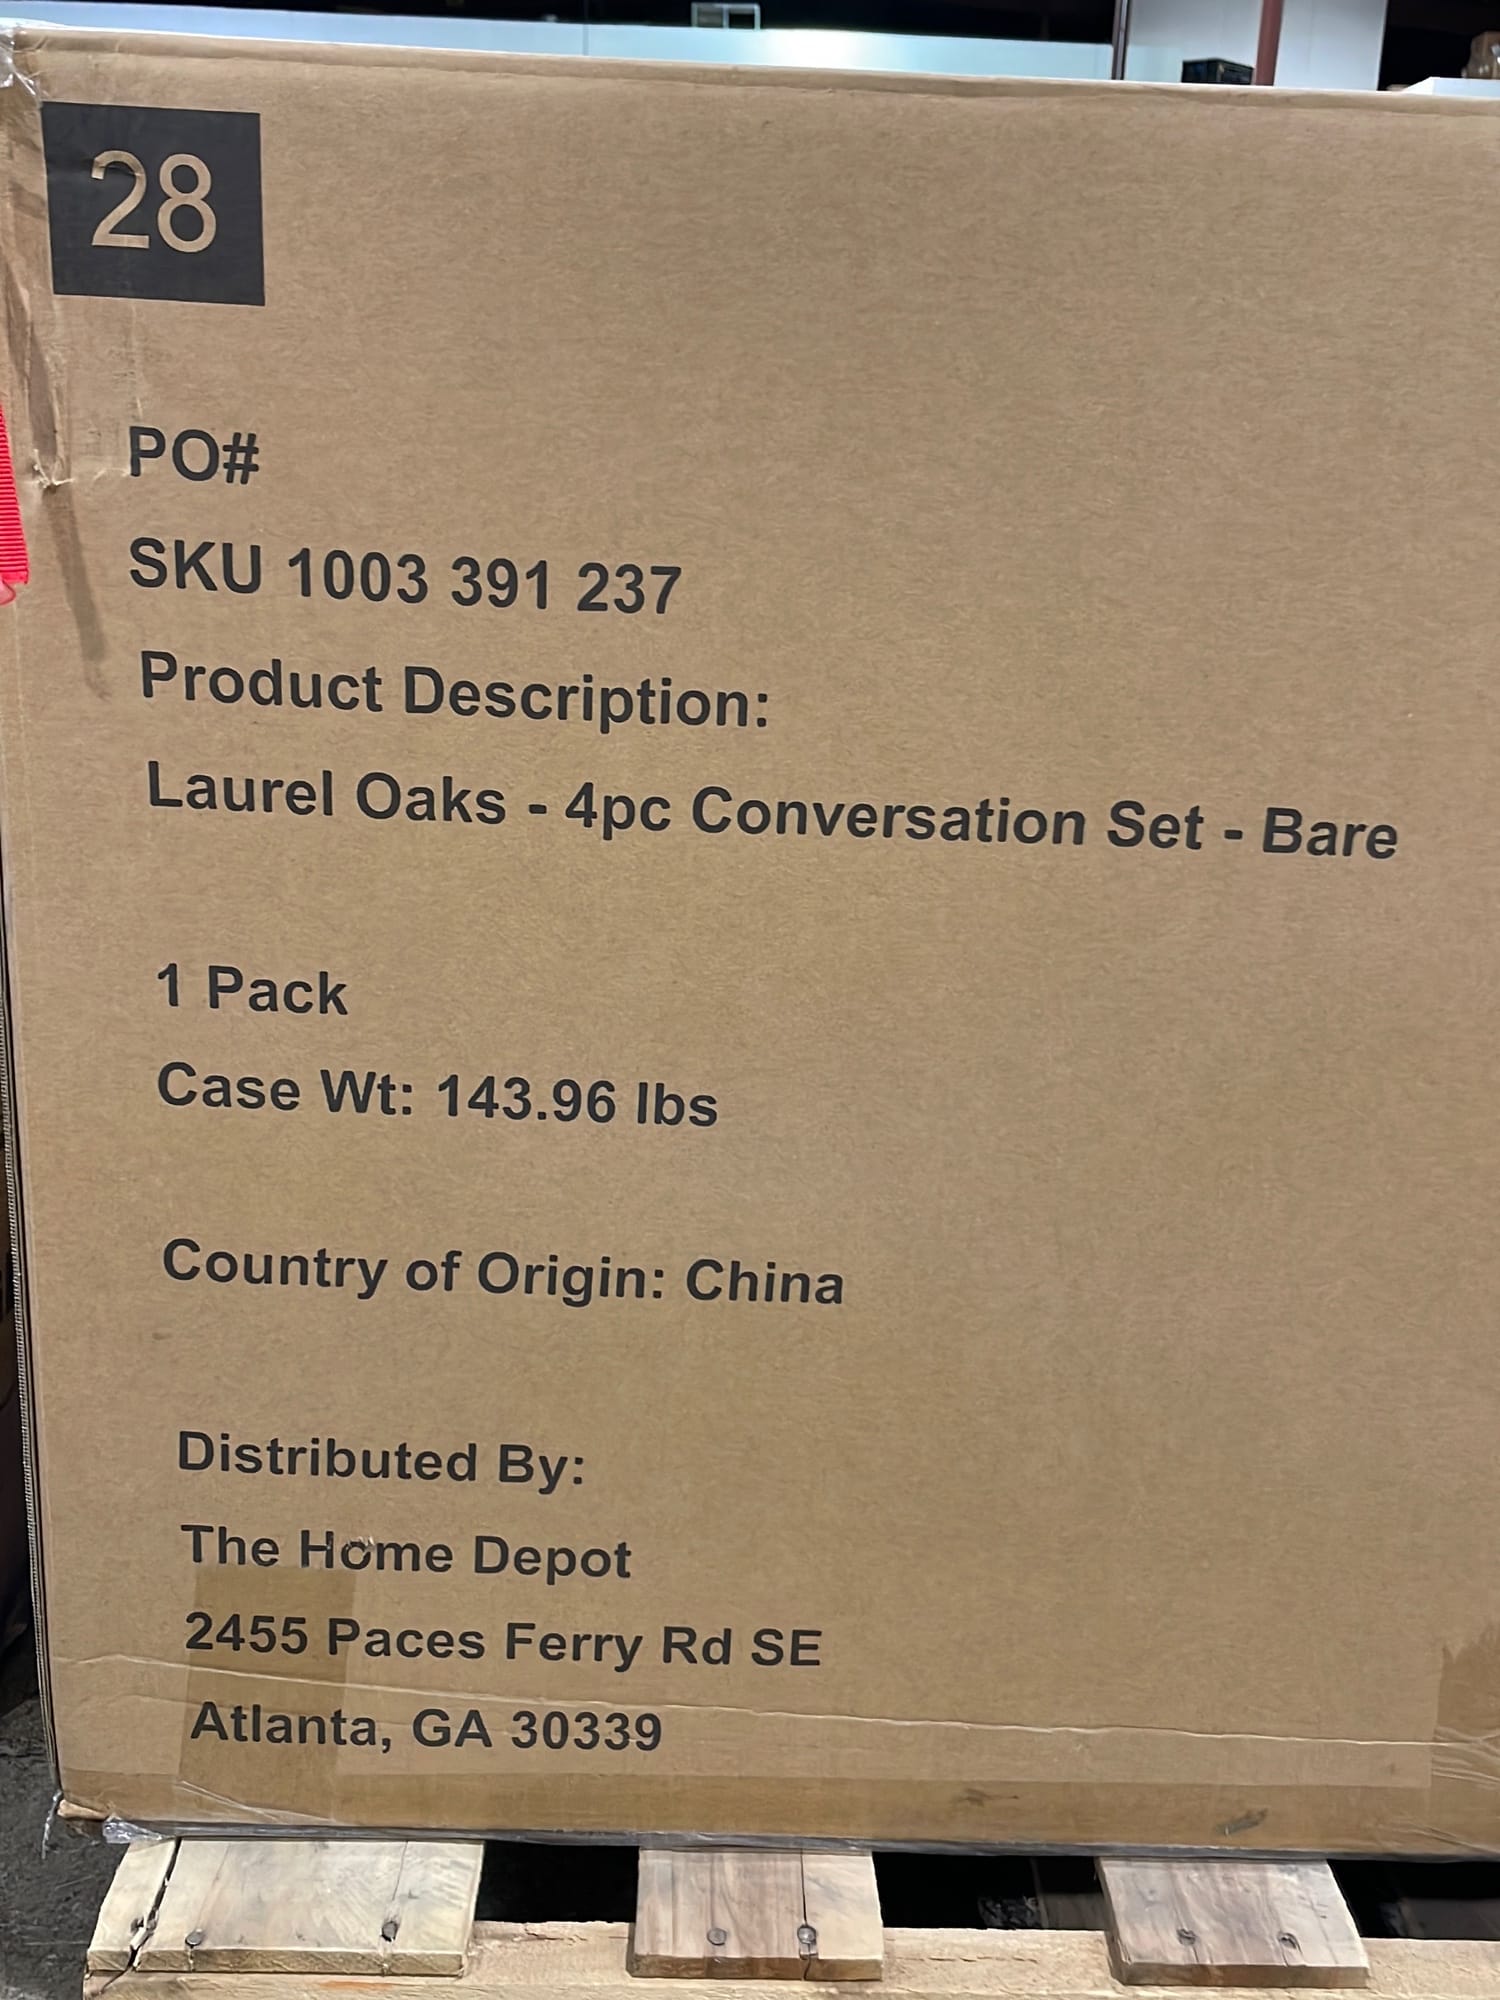 28
PO#
SKU 1003 391 237
Product Description:
Laurel Oaks - 4pc Conversation Set - Bare
1 Pack
Case Wt: 143.96 lbs
Country of Origin: China
Distributed By:
The Home Depot
2455 Paces Ferry Rd SE
Atlanta, GA 30339